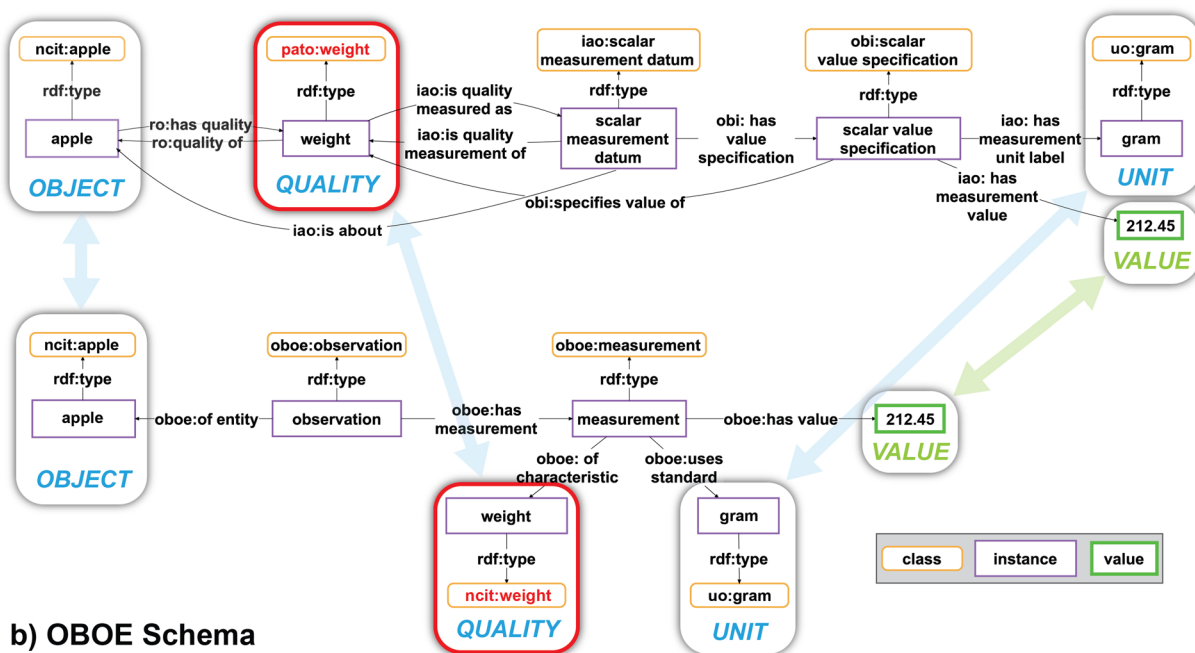 ncit:apple
rdf:type
apple
OBJECT
ro:has quality
ro:quality of
pato:weight
rdf:type
weight
QUALITY
iao:is quality
measured as
iao:is quality
measurement of
iao:is about
iao:scalar
measurement datum
rdf:type
scalar
measurement
datum
obi: has
value
specification
obi:specifies value of
obi:scalar
value specification
rdf:type
scalar value
specification
iao: has
measurement
unit label
iao: has
measurement
value
uo:gram
rdf:type
gram
UNIT
212.45
VALUE
ncit:apple
rdf:type
apple
OBJECT
oboe:of entity
oboe:observation
rdf:type
observation
oboe:has
measurement
oboe:measurement
rdf:type
measurement
oboe:has value
212.45
VALUE
oboe: of
characteristic
oboe:uses
standard
weight
rdf:type
ncit:weight
QUALITY
gram
rdf:type
uo:gram
UNIT
class
instance
value
b) OBOE Schema